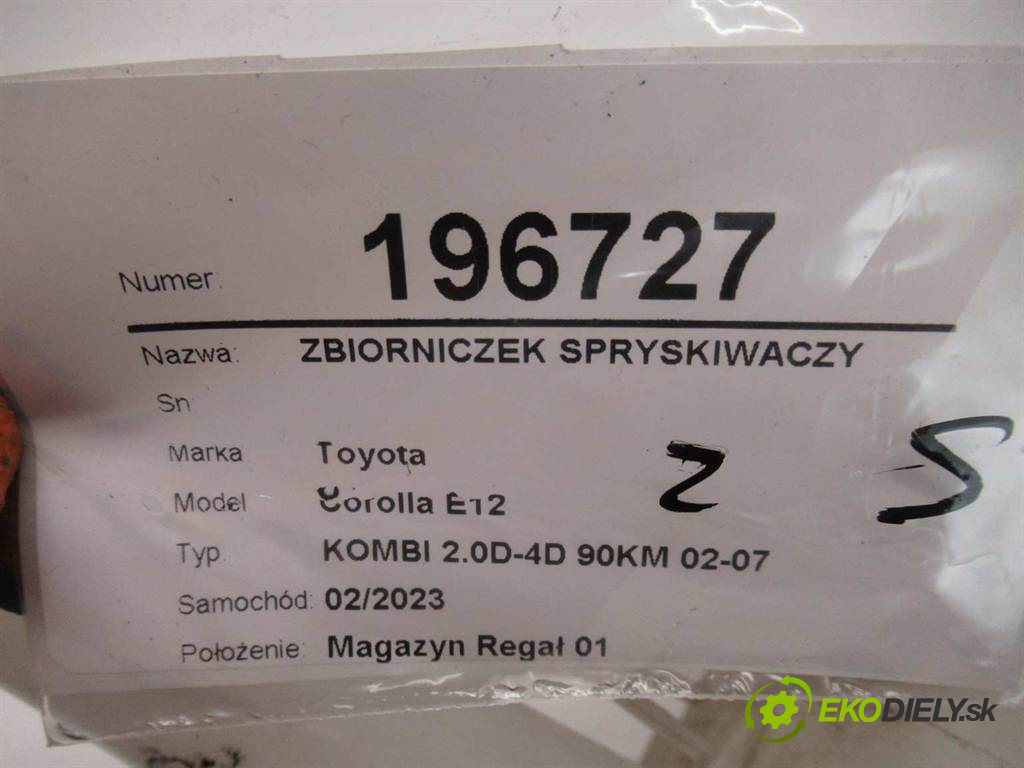 Numer: 196727
Nazwa: ZBIORNICZEK SPRYSKIWACZY
Sn
Marka Toyota
Model Corolla E12
Typ KOMBI 2.0D-4D 90KM 02-07
Samochód: 02/2023
Położenie: Magazyn Regał 01
Z S
EKODIELY.sk